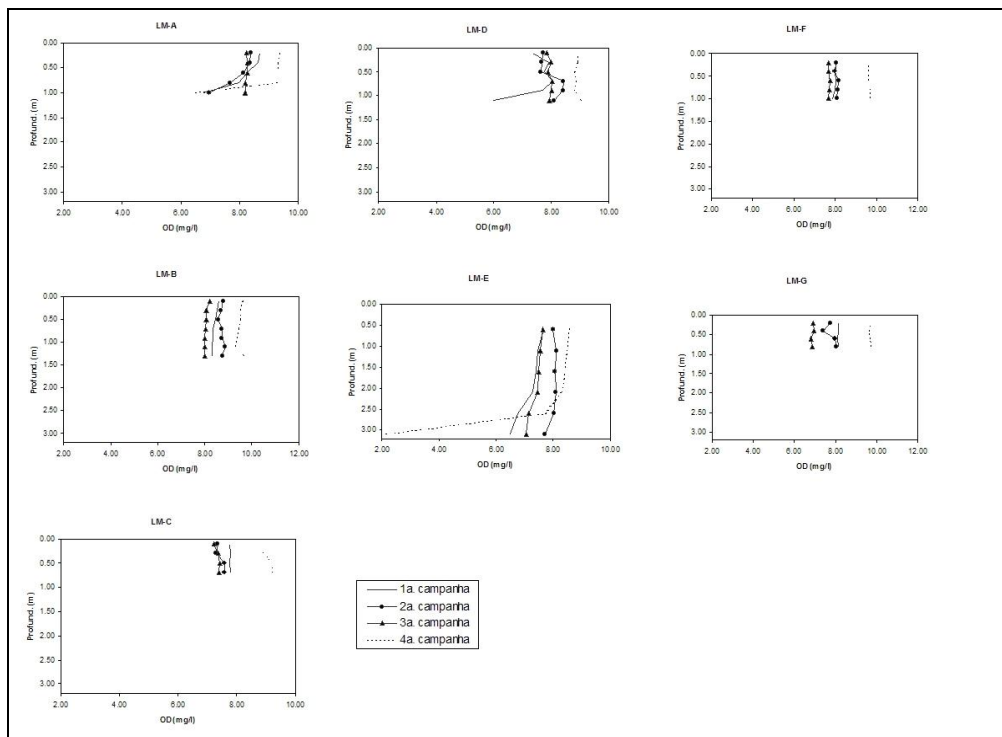 LM-A
0.00
0.50
1.00
1.50
2.00
2.50
3.00
Profund. (m)
2.00 4.00 6.00 8.00 10.00
OD (mg/l)
LM-D
0.00
0.50
1.00
1.50
2.00
2.50
3.00
Profund. (m)
2.00 4.00 6.00 8.00 10.00
OD (mg/l)
LM-F
0.00
0.50
1.00
1.50
2.00
2.50
3.00
Profund. (m)
2.00 4.00 6.00 8.00 10.00 12.00
OD (mg/l)
LM-B
0.00
0.50
1.00
1.50
2.00
2.50
3.00
Profund. (m)
2.00 4.00 6.00 8.00 10.00 12.00
OD (mg/l)
LM-E
0.00
0.50
1.00
1.50
2.00
2.50
3.00
Profund. (m)
2.00 4.00 6.00 8.00 10.00
OD (mg/l)
LM-G
0.00
0.50
1.00
1.50
2.00
2.50
3.00
Profund. (m)
2.00 4.00 6.00 8.00 10.00 12.00
OD (mg/l)
LM-C
0.00
0.50
1.00
1.50
2.00
2.50
3.00
Profund. (m)
2.00 4.00 6.00 8.00 10.00
OD (mg/l)
1a. campanha
2a. campanha
3a. campanha
4a. campanha